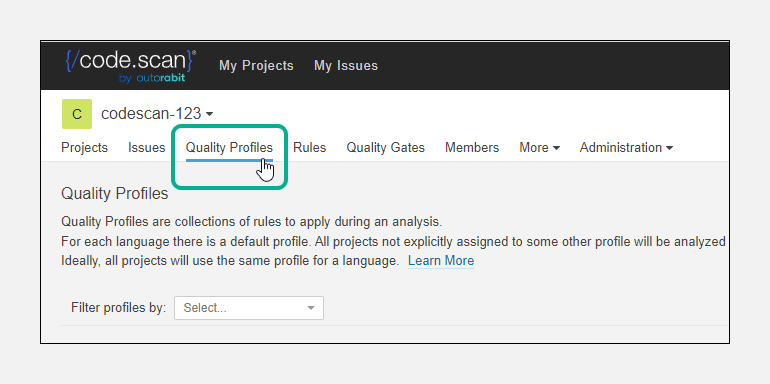 {/code.scan}®
by autorabit
My Projects My Issues
C codescan-123
Projects Issues Quality Profiles Rules Quality Gates Members More Administration
Quality Profiles
Quality Profiles are collections of rules to apply during an analysis.
For each language there is a default profile. All projects not explicitly assigned to some other profile will be analyzed
Ideally, all projects will use the same profile for a language. Learn More
Filter profiles by: Select...